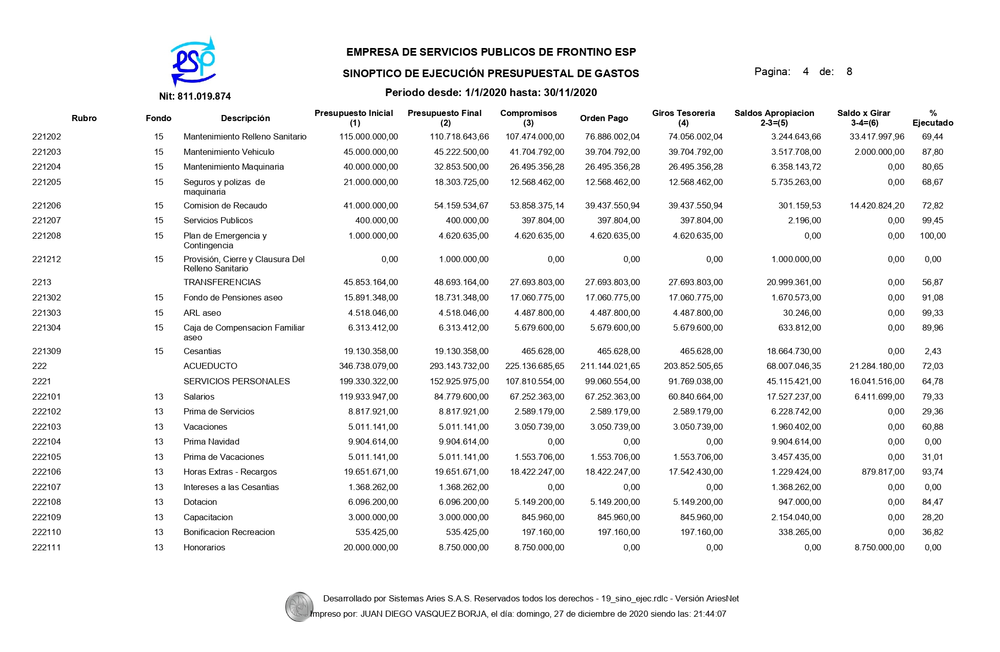 esp
EMPRESA DE SERVICIOS PUBLICOS DE FRONTINO ESP
SINOPTICO DE EJECUCIÓN PRESUPUESTAL DE GASTOS
Pagina: 4 de: 8
Periodo desde: 1/1/2020 hasta: 30/11/2020
Nit: 811.019.874
Rubro Fondo Descripción Presupuesto Inicial (1) Presupuesto Final (2) Compromisos (3) Orden Pago Giros Tesoreria (4) Saldos Apropiacion 2-3=(5) Saldo x Girar 3-4=(6) % Ejecutado
221202 15 Mantenimiento Relleno Sanitario 115.000.000,00 110.718.643,66 107.474.000,00 76.886.002,04 74.056.002,04 3.244.643,66 33.417.997,96 69,44
221203 15 Mantenimiento Vehiculo 45.000.000,00 45.222.500,00 41.704.792,00 39.704.792,00 39.704.792,00 3.517.708,00 2.000.000,00 87,80
221204 15 Mantenimiento Maquinaria 40.000.000,00 32.853.500,00 26.495.356,28 26.495.356,28 26.495.356,28 6.358.143,72 0,00 80,65
221205 15 Seguros y polizas de 21.000.000,00 18.303.725,00 12.568.462,00 12.568.462,00 12.568.462,00 5.735.263,00 0,00 68,67
maquinaria
221206 15 Comision de Recaudo 41.000.000,00 54.159.534,67 53.858.375,14 39.437.550,94 39.437.550,94 301.159,53 14.420.824,20 72,82
221207 15 Servicios Publicos 400.000,00 400.000,00 397.804,00 397.804,00 397.804,00 2.196,00 0,00 99,45
221208 15 Plan de Emergencia y 1.000.000,00 4.620.635,00 4.620.635,00 4.620.635,00 4.620.635,00 0,00 0,00 100,00
Contingencia
221212 15 Provisión, Cierre y Clausura Del 0,00 1.000.000,00 0,00 0,00 0,00 1.000.000,00 0,00 0,00
Relleno Sanitario
2213 TRANSFERENCIAS 45.853.164,00 48.693.164,00 27.693.803,00 27.693.803,00 27.693.803,00 20.999.361,00 0,00 56,87
221302 15 Fondo de Pensiones aseo 15.891.348,00 18.731.348,00 17.060.775,00 17.060.775,00 17.060.775,00 1.670.573,00 0,00 91,08
221303 15 ARL aseo 4.518.046,00 4.518.046,00 4.487.800,00 4.487.800,00 4.487.800,00 30.246,00 0,00 99,33
221304 15 Caja de Compensacion Familiar 6.313.412,00 6.313.412,00 5.679.600,00 5.679.600,00 5.679.600,00 633.812,00 0,00 89,96
aseo
221309 15 Cesantias 19.130.358,00 19.130.358,00 465.628,00 465.628,00 465.628,00 18.664.730,00 0,00 2,43
222 ACUEDUCTO 346.738.079,00 293.143.732,00 225.136.685,65 211.144.021,65 203.852.505,65 68.007.046,35 21.284.180,00 72,03
2221 SERVICIOS PERSONALES 199.330.322,00 152.925.975,00 107.810.554,00 99.060.554,00 91.769.038,00 45.115.421,00 16.041.516,00 64,78
222101 13 Salarios 119.933.947,00 84.779.600,00 67.252.363,00 67.252.363,00 60.840.664,00 17.527.237,00 6.411.699,00 79,33
222102 13 Prima de Servicios 8.817.921,00 8.817.921,00 2.589.179,00 2.589.179,00 2.589.179,00 6.228.742,00 0,00 29,36
222103 13 Vacaciones 5.011.141,00 5.011.141,00 3.050.739,00 3.050.739,00 3.050.739,00 1.960.402,00 0,00 60,88
222104 13 Prima Navidad 9.904.614,00 9.904.614,00 0,00 0,00 0,00 9.904.614,00 0,00 0,00
222105 13 Prima de Vacaciones 5.011.141,00 5.011.141,00 1.553.706,00 1.553.706,00 1.553.706,00 3.457.435,00 0,00 31,01
222106 13 Horas Extras - Recargos 19.651.671,00 19.651.671,00 18.422.247,00 18.422.247,00 17.542.430,00 1.229.424,00 879.817,00 93,74
222107 13 Intereses a las Cesantias 1.368.262,00 1.368.262,00 0,00 0,00 0,00 1.368.262,00 0,00 0,00
222108 13 Dotacion 6.096.200,00 6.096.200,00 5.149.200,00 5.149.200,00 5.149.200,00 947.000,00 0,00 84,47
222109 13 Capacitacion 3.000.000,00 3.000.000,00 845.960,00 845.960,00 845.960,00 2.154.040,00 0,00 28,20
222110 13 Bonificacion Recreacion 535.425,00 535.425,00 197.160,00 197.160,00 197.160,00 338.265,00 0,00 36,82
222111 13 Honorarios 20.000.000,00 8.750.000,00 8.750.000,00 0,00 0,00 0,00 8.750.000,00 0,00
Desarrollado por Sistemas Aries S.A.S. Reservados todos los derechos - 19_sino_ejec.rdlc - Versión AriesNet
Impreso por: JUAN DIEGO VASQUEZ BORJA, el día: domingo, 27 de diciembre de 2020 siendo las: 21:44:07